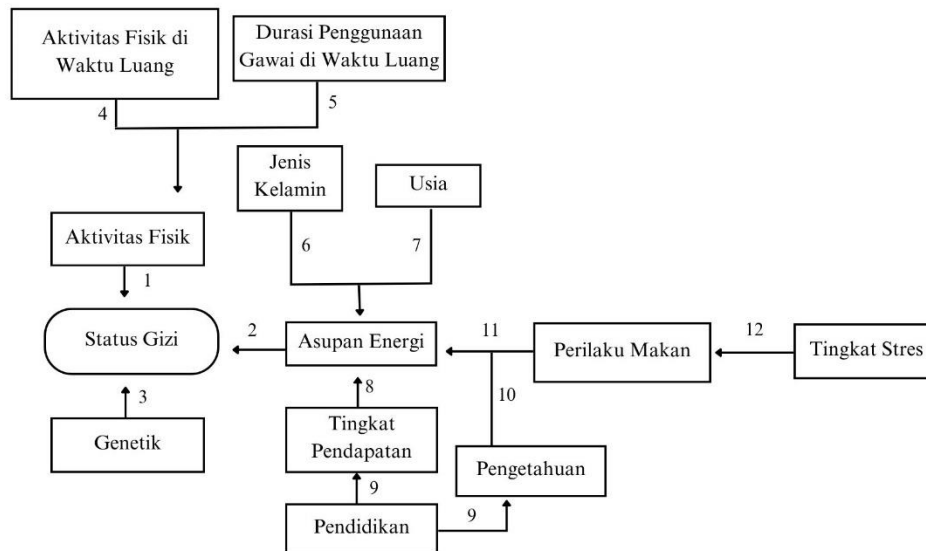 Aktivitas Fisik di
Waktu Luang
Durasi Penggunaan
Gawai di Waktu Luang
4
5
Jenis
Kelamin
Usia
Aktivitas Fisik
6
7
1
Status Gizi
2
Asupan Energi
11
Perilaku Makan
12
Tingkat Stres
3
8
10
Genetik
Tingkat
Pendapatan
Pengetahuan
9
Pendidikan
9